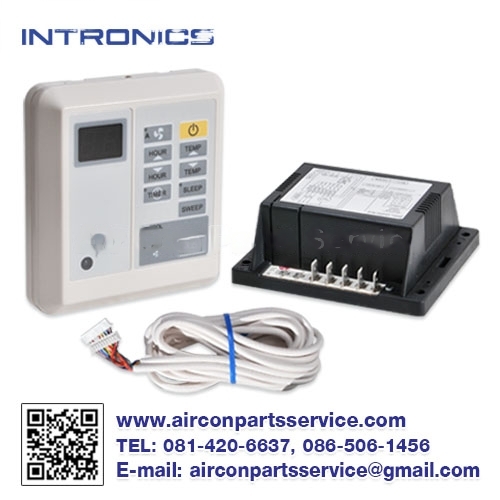 INTRONICS
A
HOUR TEMP
HOUR TEMP
TIMER SLEEP
SWEEP
www.airconpartsservice.com
TEL: 081-420-6637, 086-506-1456
E-mail: airconpartsservice@gmail.com